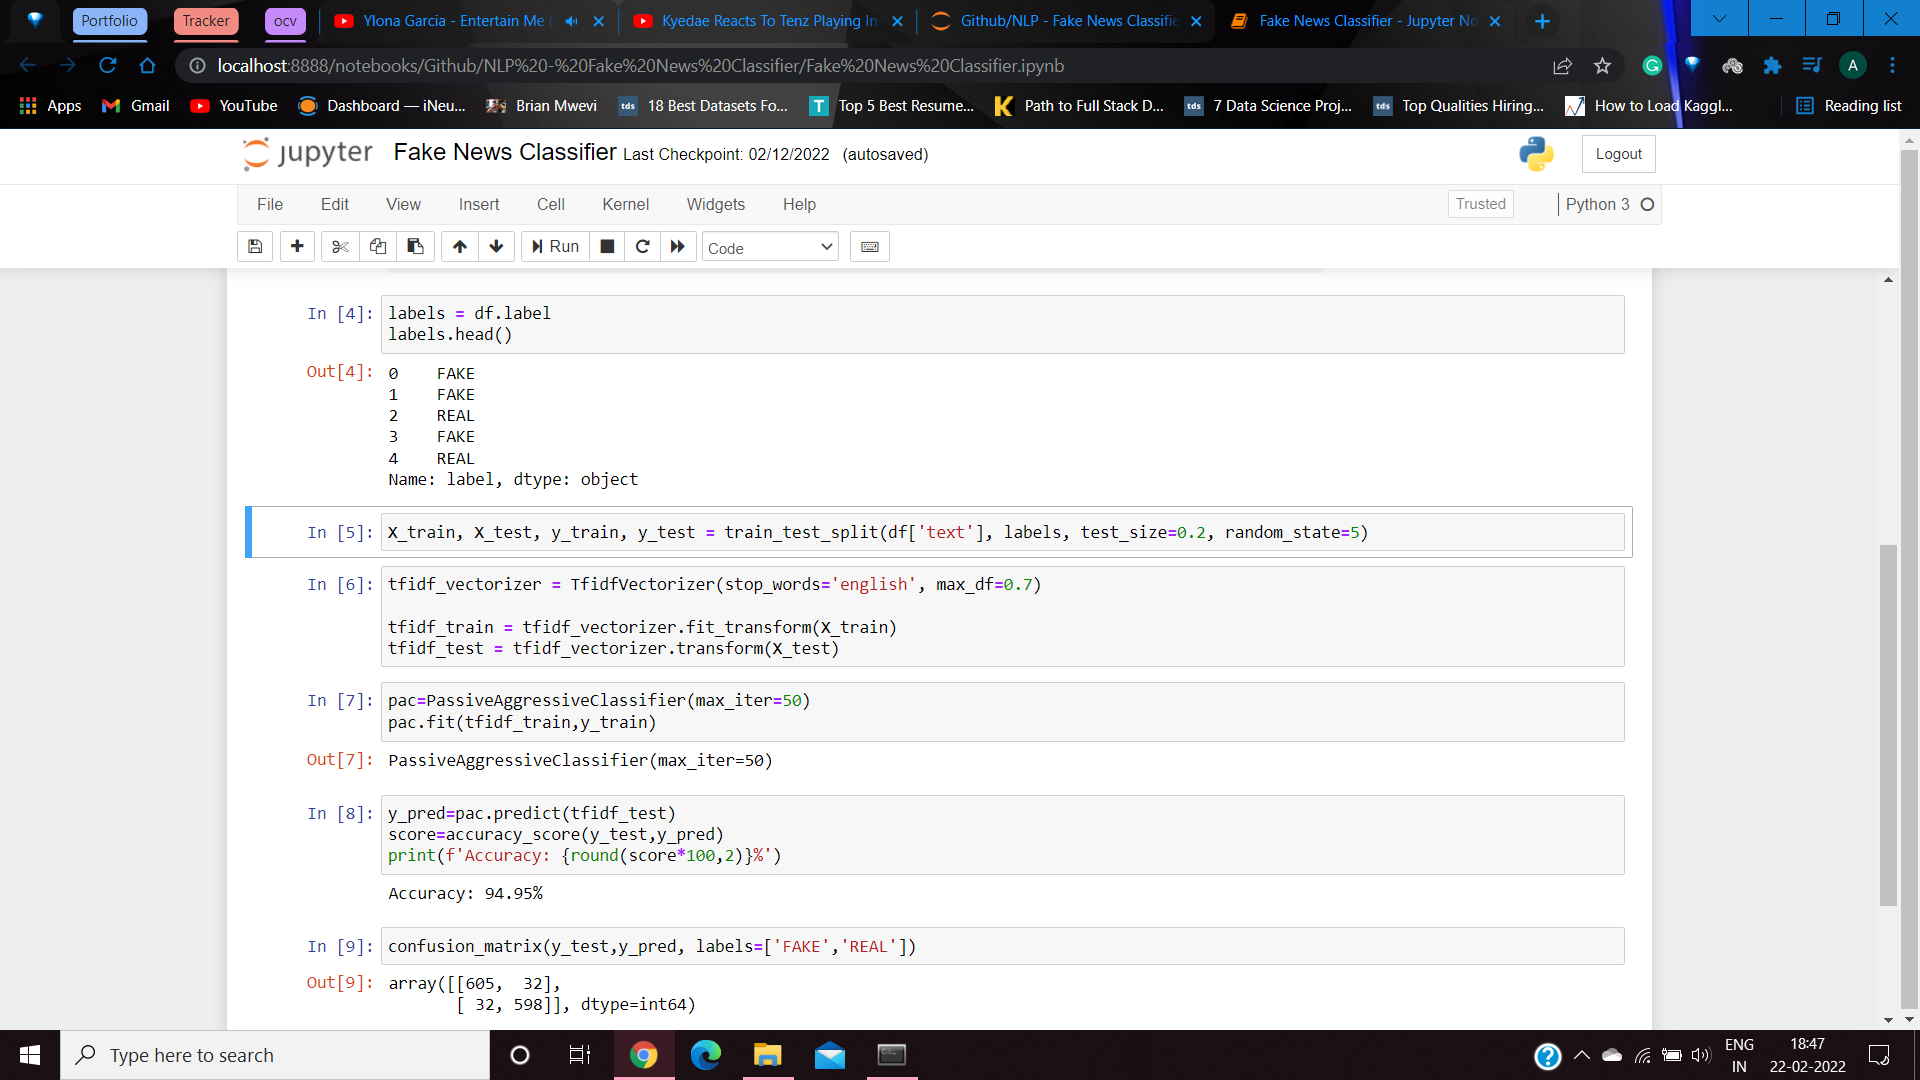 Portfolio
Tracker
ocv
Ylona Garcia - Entertain Me (
Kyedae Reacts To Tenz Playing In
Github/NLP - Fake News Classifie
Fake News Classifier - Jupyter No
localhost:8888/notebooks/Github/NLP%20-%20Fake%20News%20Classifier/Fake%20News%20Classifier.ipynb
A
Apps
Gmail
YouTube
Dashboard — iNeu...
Brian Mwevi
tds
18 Best Datasets Fo...
T
Top 5 Best Resume...
K
Path to Full Stack D...
tds
7 Data Science Proj...
tds
Top Qualities Hiring...
How to Load Kaggl...
Reading list
jupyter
Fake News Classifier Last Checkpoint: 02/12/2022 (autosaved)
Logout
File
Edit
View
Insert
Cell
Kernel
Widgets
Help
Trusted
Python 3
Run
Code
In [4]:
labels = df.label
labels.head()
Out[4]:
0    FAKE
1    FAKE
2    REAL
3    FAKE
4    REAL
Name: label, dtype: object
In [5]:
X_train, X_test, y_train, y_test = train_test_split(df['text'], labels, test_size=0.2, random_state=5)
In [6]:
tfidf_vectorizer = TfidfVectorizer(stop_words='english', max_df=0.7)
tfidf_train = tfidf_vectorizer.fit_transform(X_train)
tfidf_test = tfidf_vectorizer.transform(X_test)
In [7]:
pac=PassiveAggressiveClassifier(max_iter=50)
pac.fit(tfidf_train,y_train)
Out[7]:
PassiveAggressiveClassifier(max_iter=50)
In [8]:
y_pred=pac.predict(tfidf_test)
score=accuracy_score(y_test,y_pred)
print(f'Accuracy: {round(score*100,2)}%')
Accuracy: 94.95%
In [9]:
confusion_matrix(y_test,y_pred, labels=['FAKE','REAL'])
Out[9]:
array([[605,  32],
       [ 32, 598]], dtype=int64)
Type here to search
ENG
IN
18:47
22-02-2022